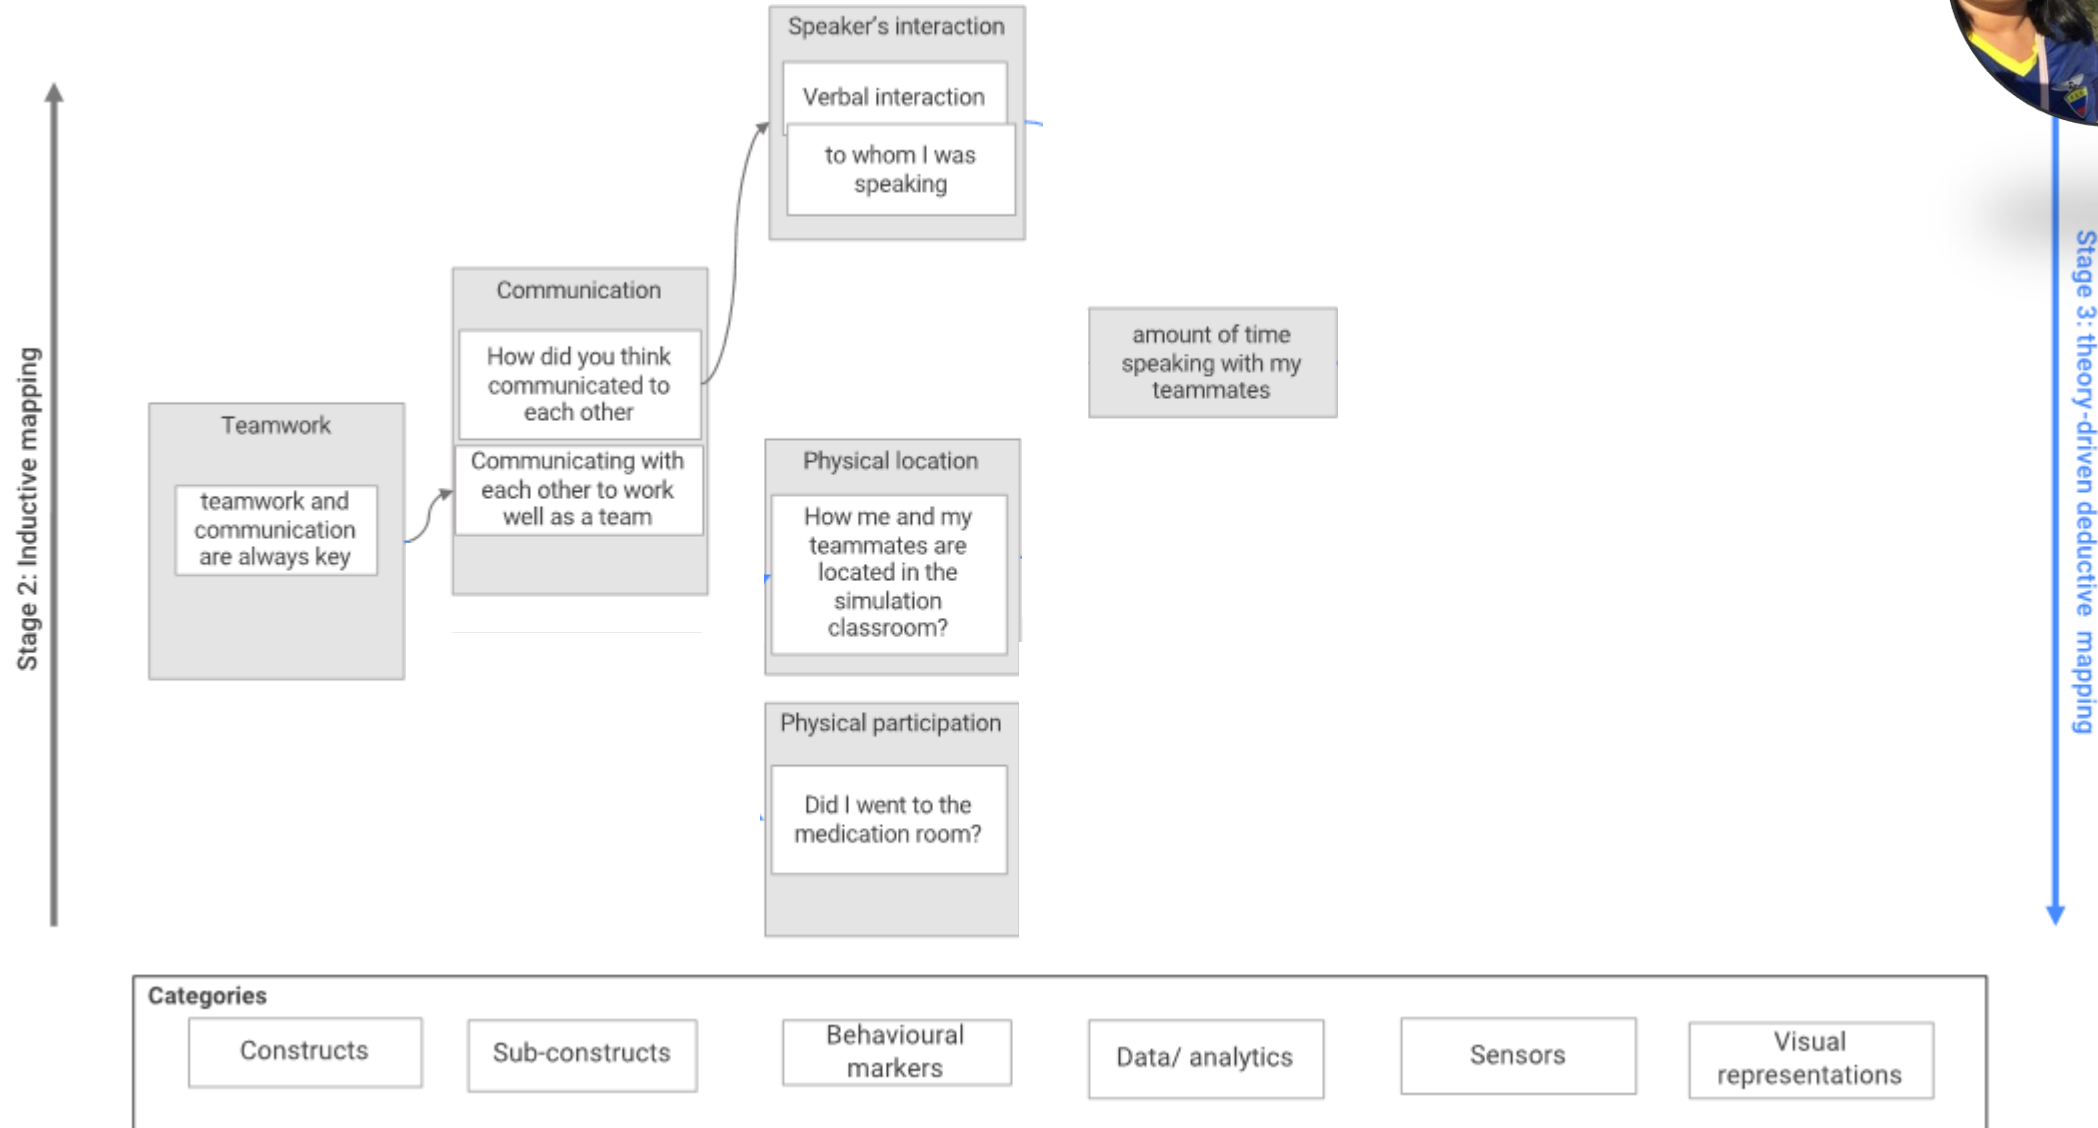 Speaker's interaction
Verbal interaction
to whom I was
speaking
Communication
How did you think
communicated to
each other
Communicating with
each other to work
well as a team
Teamwork
teamwork and
communication
are always key
amount of time
speaking with my
teammates
Physical location
How me and my
teammates are
located in the
simulation
classroom?
Physical participation
Did I went to the
medication room?
Stage 2: Inductive mapping
Stage 3: theory-driven deductive mapping
Categories
Constructs
Sub-constructs
Behavioural
markers
Data/ analytics
Sensors
Visual
representations